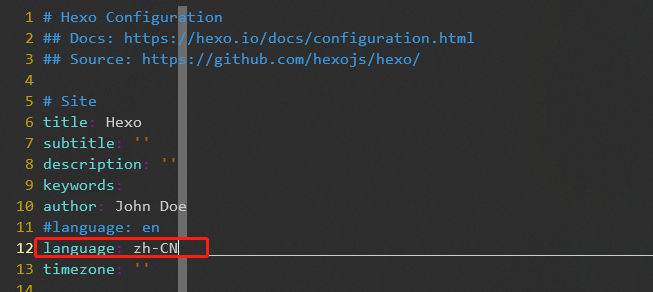 1 # Hexo Configuration
2 ## Docs: https://hexo.io/docs/configuration.html
3 ## Source: https://github.com/hexojs/hexo/
4
5 # Site
6 title: Hexo
7 subtitle: ''
8 description: ''
9 keywords:
10 author: John Doe
11 #language: en
12 language: zh-CN
13 timezone: ''